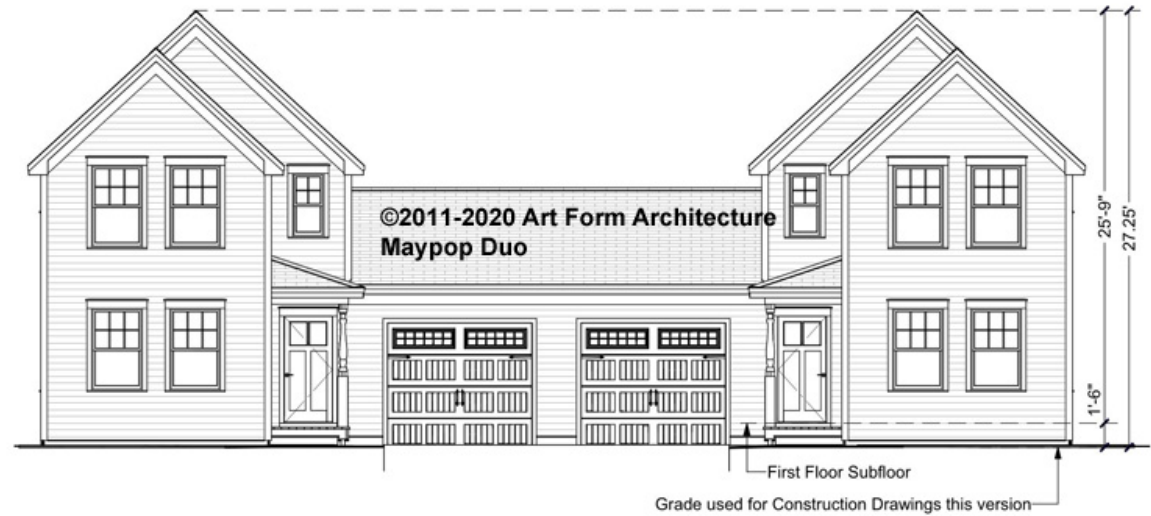 ©2011-2020 Art Form Architecture
Maypop Duo
25'-9"
27.25'
1'-6"
First Floor Subfloor
Grade used for Construction Drawings this version